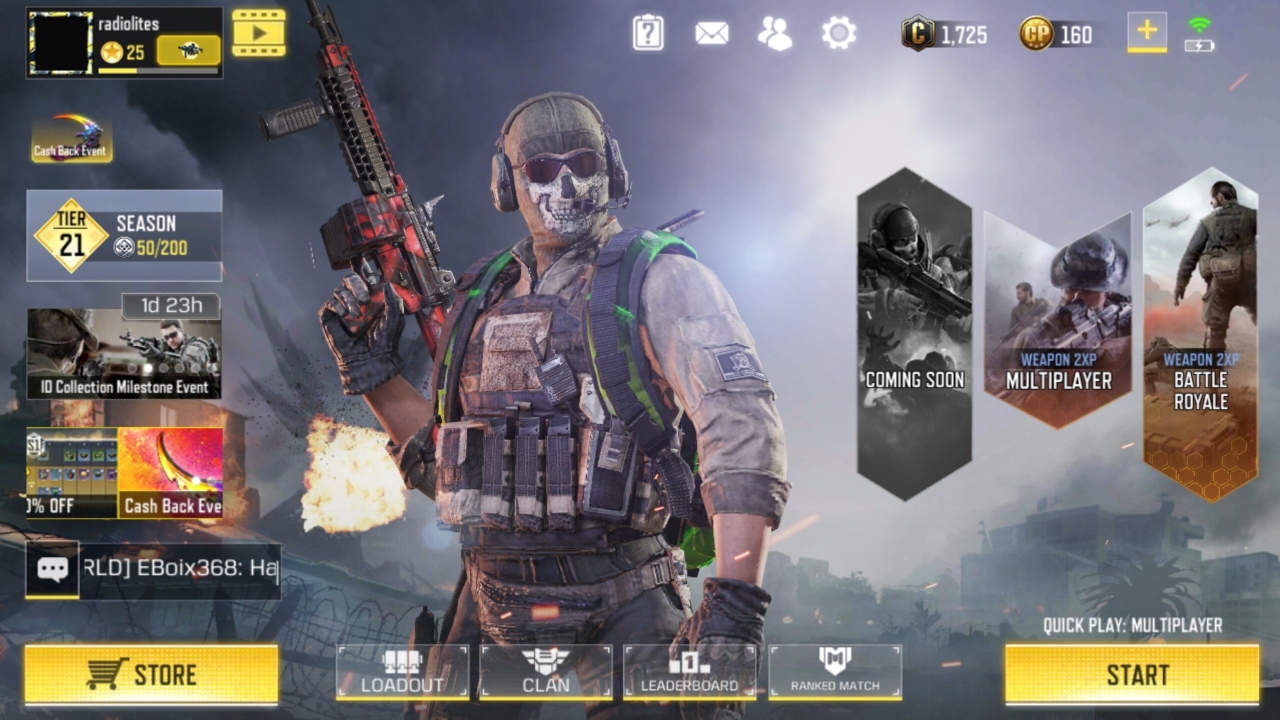 radiolites
25
C 1,725
CP 160
+
Cash Back Event
TIER
21
SEASON
50/200
1d 23h
ID Collection Milestone Event
S1
0% OFF
Cash Back Eve
RLD] EBoix368: Ha
COMING SOON
WEAPON 2XP
MULTIPLAYER
WEAPON 2XP
BATTLE
ROYALE
QUICK PLAY: MULTIPLAYER
STORE
LOADOUT
CLAN
1
LEADERBOARD
RANKED MATCH
START